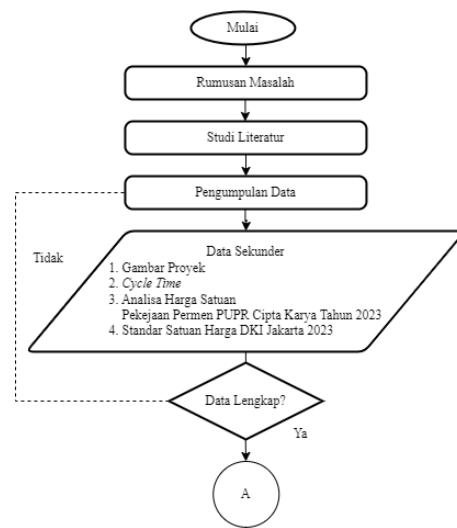 Mulai
Rumusan Masalah
Studi Literatur
Pengumpulan Data
Tidak
Data Sekunder
1. Gambar Proyek
2. Cycle Time
3. Analisa Harga Satuan
Pekejaan Permen PUPR Cipta Karya Tahun 2023
4. Standar Satuan Harga DKI Jakarta 2023
Data Lengkap?
Ya
A